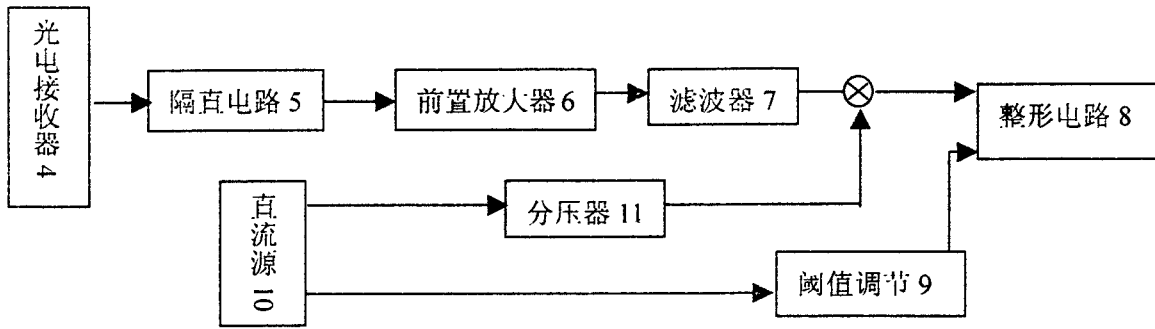 光电接收器 4
隔直电路 5
前置放大器 6
滤波器 7
整形电路 8
直流源 10
分压器 11
阈值调节 9